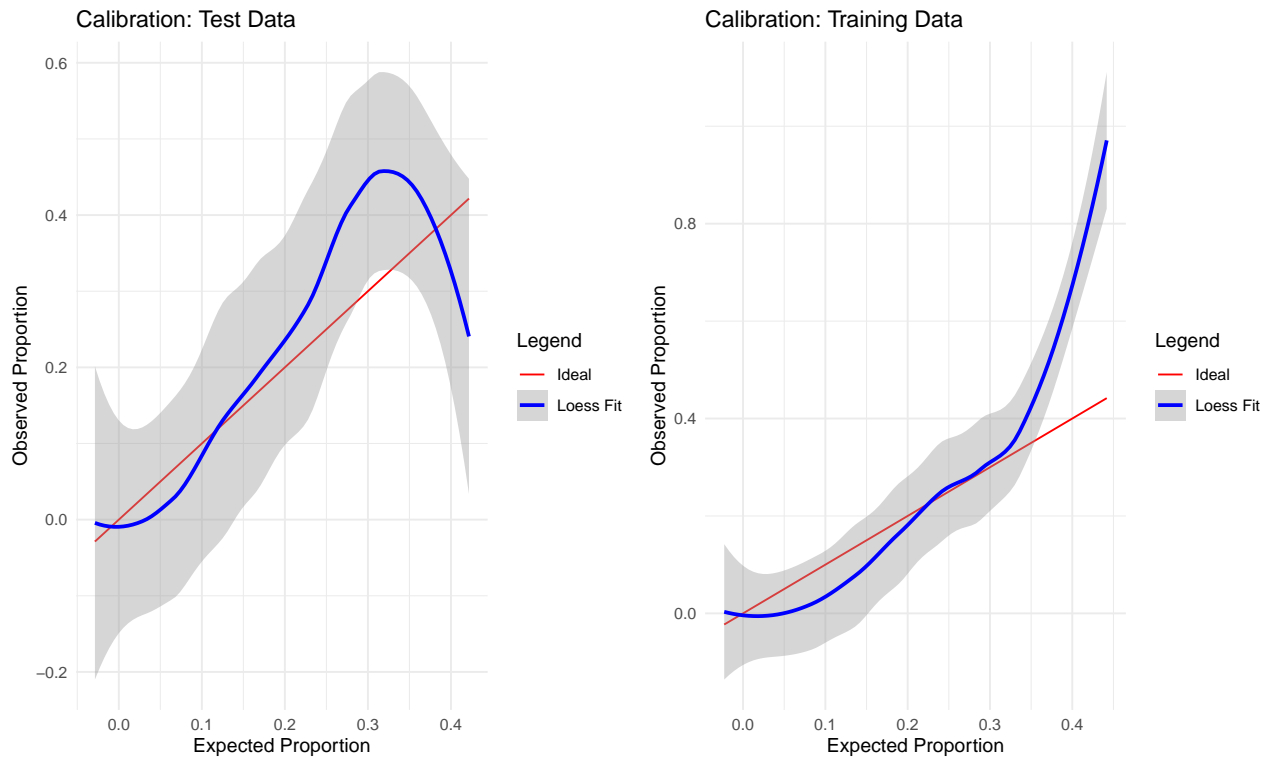 Calibration: Test Data
Observed Proportion
0.6
0.4
0.2
0.0
−0.2
0.0 0.1 0.2 0.3 0.4
Expected Proportion
Legend
Ideal
Loess Fit
Calibration: Training Data
Observed Proportion
0.8
0.4
0.0
0.0 0.1 0.2 0.3 0.4
Expected Proportion
Legend
Ideal
Loess Fit